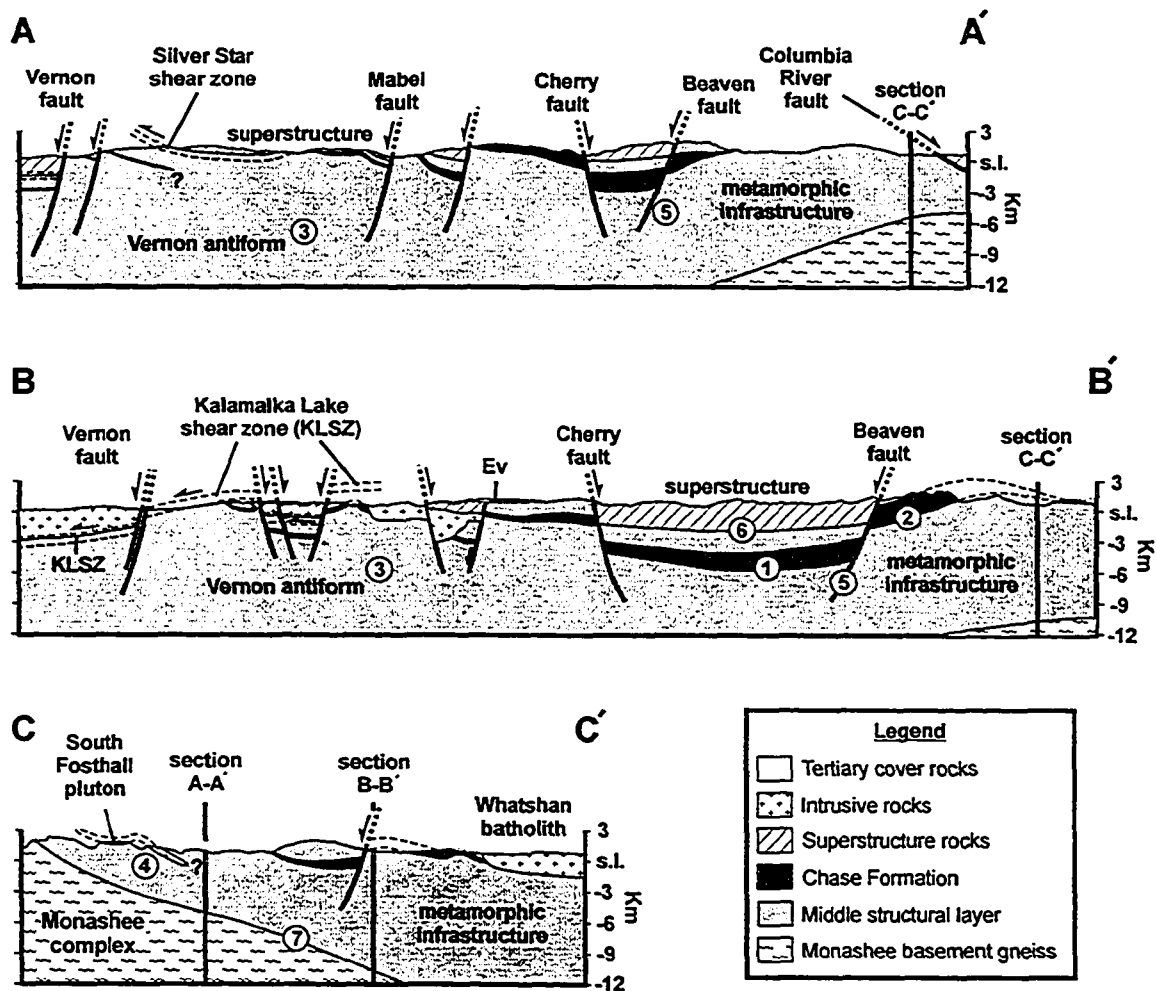 A
A′
Vernon
fault
Silver Star
shear zone
superstructure
Mabel
fault
Cherry
fault
Beaven
fault
Columbia
River
fault
section
C-C′
3
s.l.
-3
-6
-9
-12
Km
?
Vernon antiform
3
5
metamorphic
infrastructure
B
B′
Vernon
fault
Kalamalka Lake
shear zone (KLSZ)
Ev
Cherry
fault
superstructure
Beaven
fault
section
C-C′
3
s.l.
-3
-6
-9
-12
Km
KLSZ
Vernon antiform
3
6
1
2
5
metamorphic
infrastructure
C
C′
South
Fosthall
pluton
section
A-A′
section
B-B′
Whatshan
batholith
3
s.l.
-3
-6
-9
-12
Km
4
?
Monashee
complex
7
metamorphic
infrastructure
Legend
Tertiary cover rocks
Intrusive rocks
Superstructure rocks
Chase Formation
Middle structural layer
Monashee basement gneiss